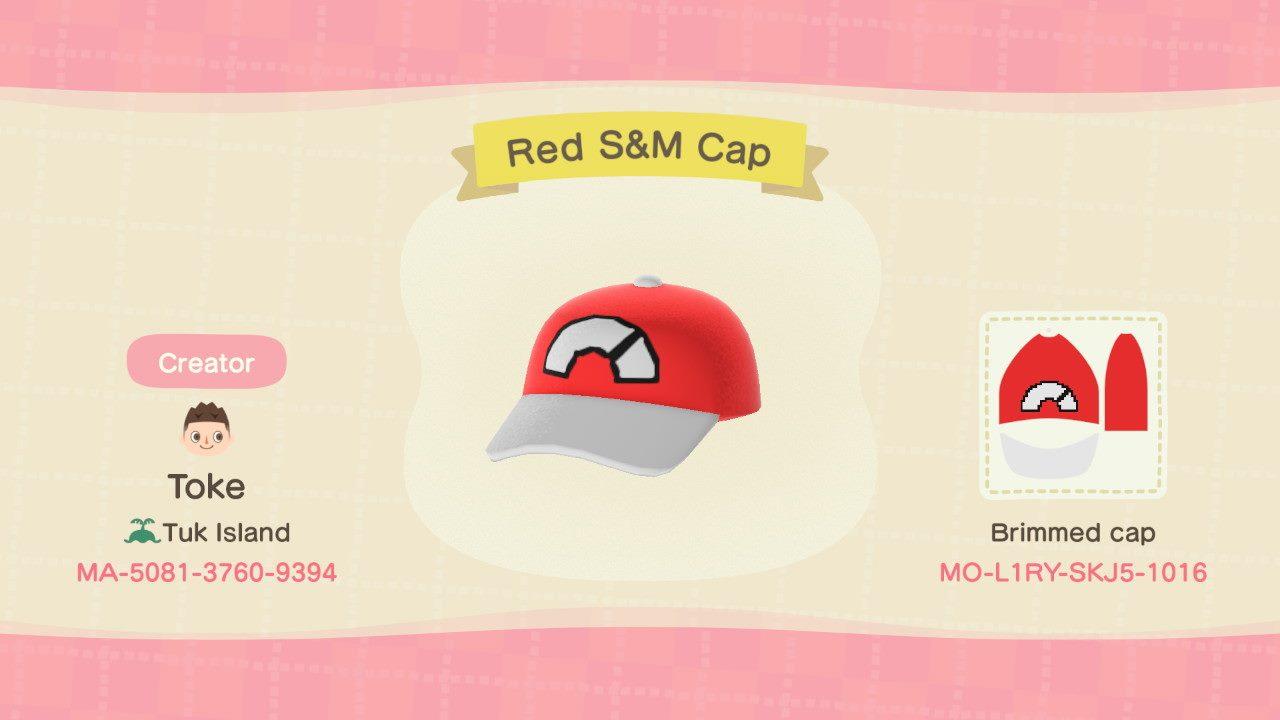 Red S&M Cap
Creator
Toke
Tuk Island
MA-5081-3760-9394
Brimmed cap
MO-L1RY-SKJ5-1016